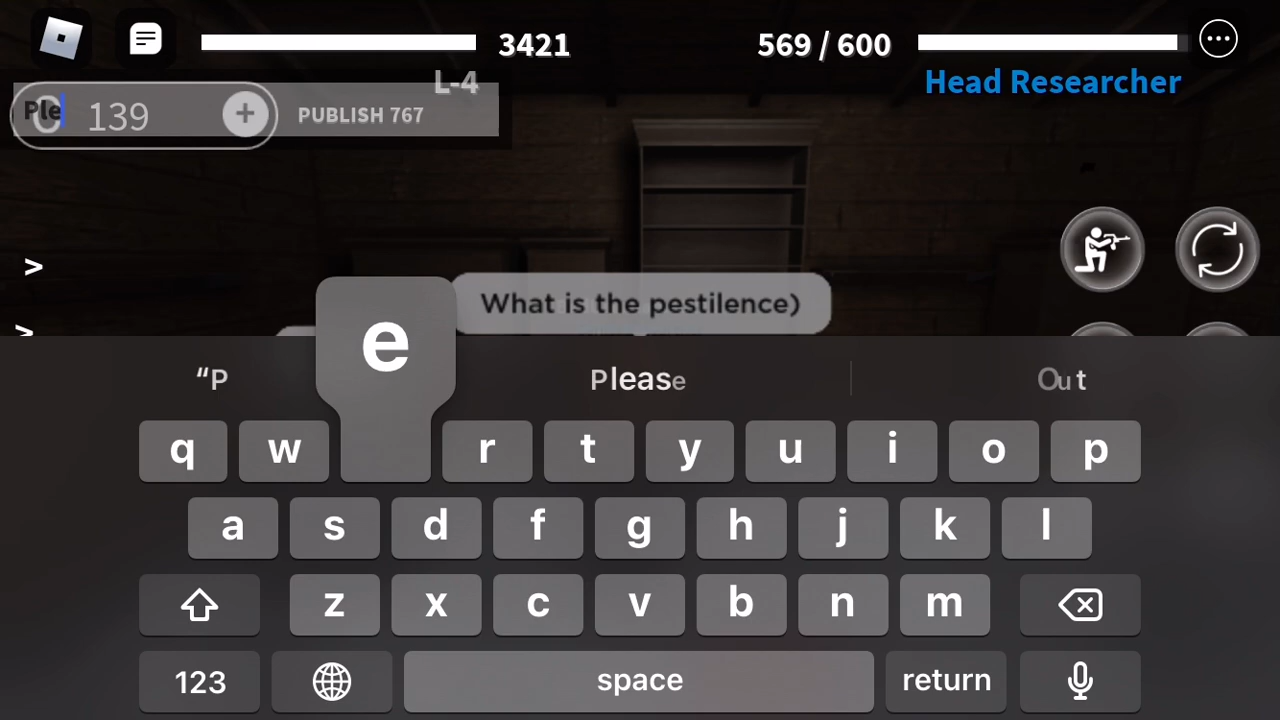 3421
569 / 600
L-4
Head Researcher
Ple
C 139 +
PUBLISH 767
>
>
What is the pestilence)
e
“P
Please
Out
q w r t y u i o p
a s d f g h j k l
z x c v b n m
123 space return